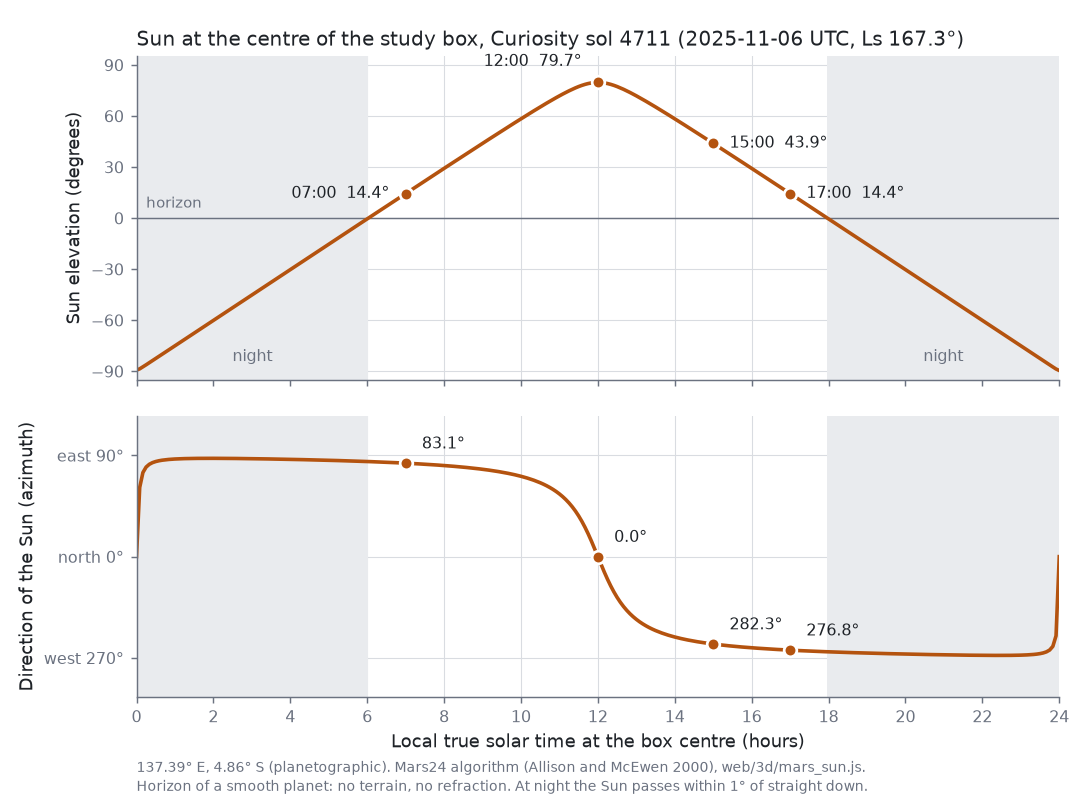 Sun at the centre of the study box, Curiosity sol 4711 (2025-11-06 UTC, Ls 167.3°)
Sun elevation (degrees)
90
60
30
0
−30
−60
−90
12:00 79.7°
15:00 43.9°
07:00 14.4°
17:00 14.4°
horizon
night
night
Direction of the Sun (azimuth)
east 90°
north 0°
west 270°
83.1°
0.0°
282.3°
276.8°
0 2 4 6 8 10 12 14 16 18 20 22 24
Local true solar time at the box centre (hours)
137.39° E, 4.86° S (planetographic). Mars24 algorithm (Allison and McEwen 2000), web/3d/mars_sun.js.
Horizon of a smooth planet: no terrain, no refraction. At night the Sun passes within 1° of straight down.